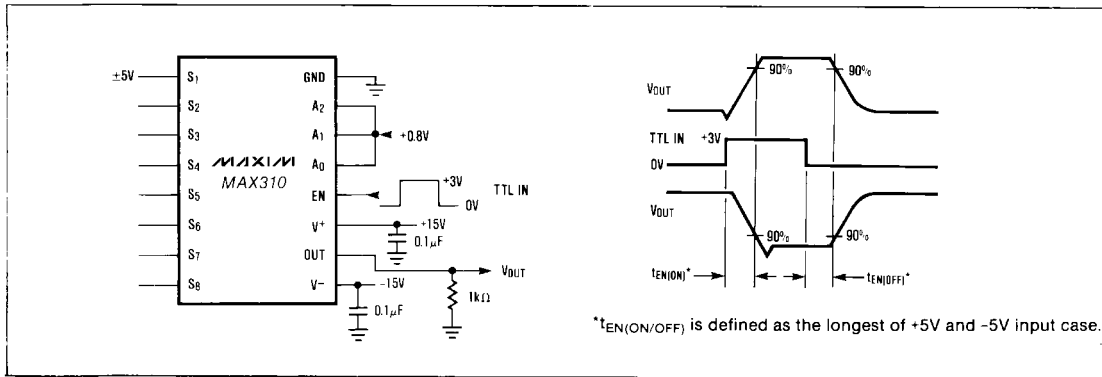 ±5V
S1
S2
S3
S4
S5
S6
S7
S8
MAXIM
MAX310
GND
A2
A1
A0
EN
V+
OUT
V−
+0.8V
+3V
0V
TTL IN
+15V
0.1μF
VOUT
−15V
0.1μF
1kΩ
VOUT
90%
90%
TTL IN +3V
0V
VOUT
90%
90%
tEN(ON)*
tEN(OFF)*
*tEN(ON/OFF) is defined as the longest of +5V and −5V input case.